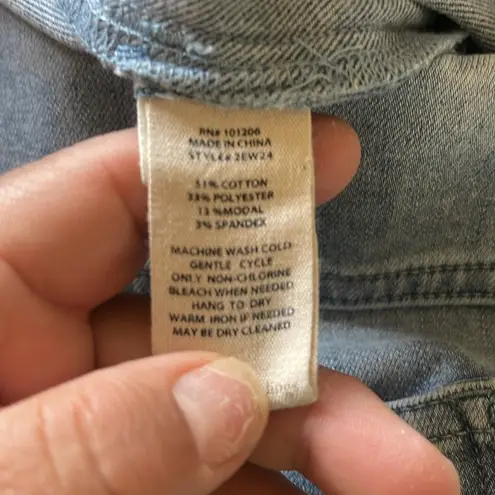 RN# 101206
MADE IN CHINA
STYLE# 2EW24
51% COTTON
33% POLYESTER
13 %MODAL
3% SPANDEX
MACHINE WASH COLD
GENTLE CYCLE
ONLY NON-CHLORINE
BLEACH WHEN NEEDED
HANG TO DRY
WARM IRON IF NEEDED
MAY BE DRY CLEANED